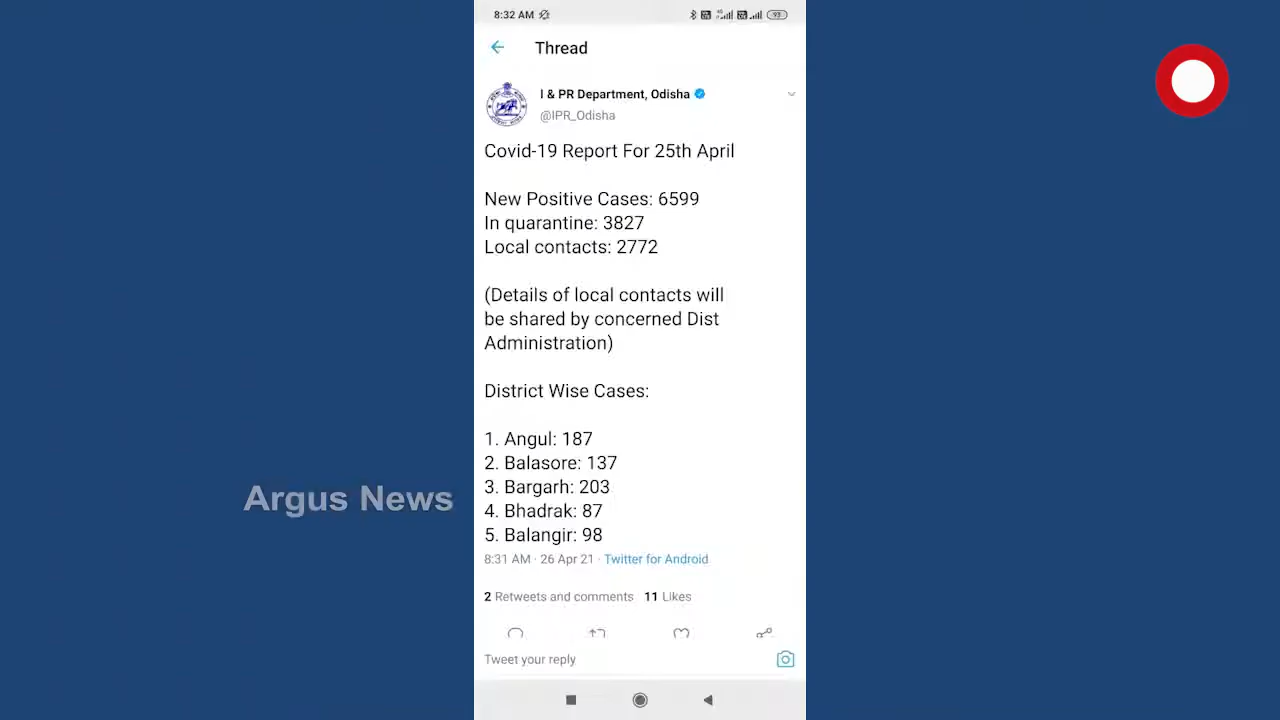 8:32 AM
93
Thread
I & PR Department, Odisha
@IPR_Odisha
Covid-19 Report For 25th April
New Positive Cases: 6599
In quarantine: 3827
Local contacts: 2772
(Details of local contacts will
be shared by concerned Dist
Administration)
District Wise Cases:
1. Angul: 187
2. Balasore: 137
3. Bargarh: 203
4. Bhadrak: 87
5. Balangir: 98
8:31 AM · 26 Apr 21 · Twitter for Android
2 Retweets and comments 11 Likes
Tweet your reply
Argus News